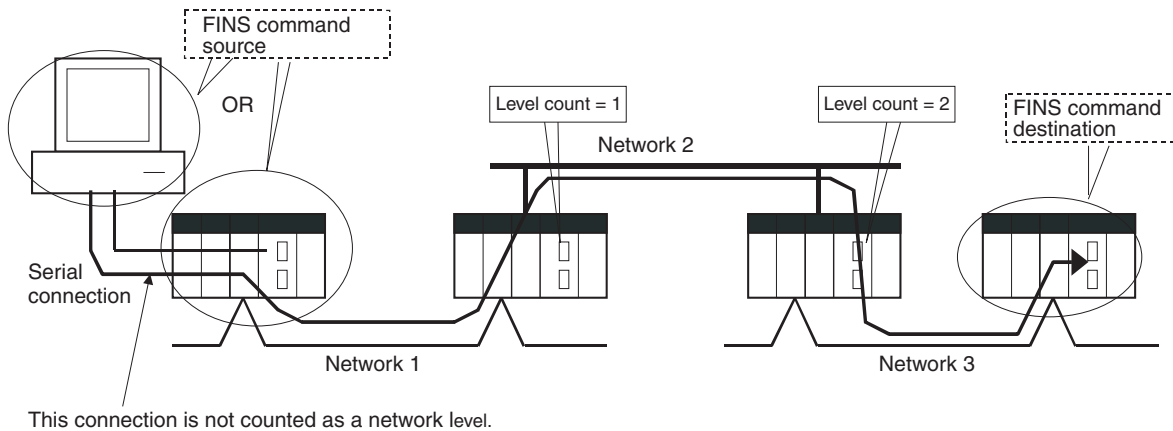 FINS command
source
OR
Level count = 1
Level count = 2
FINS command
destination
Network 2
Serial
connection
Network 1
Network 3
This connection is not counted as a network level.